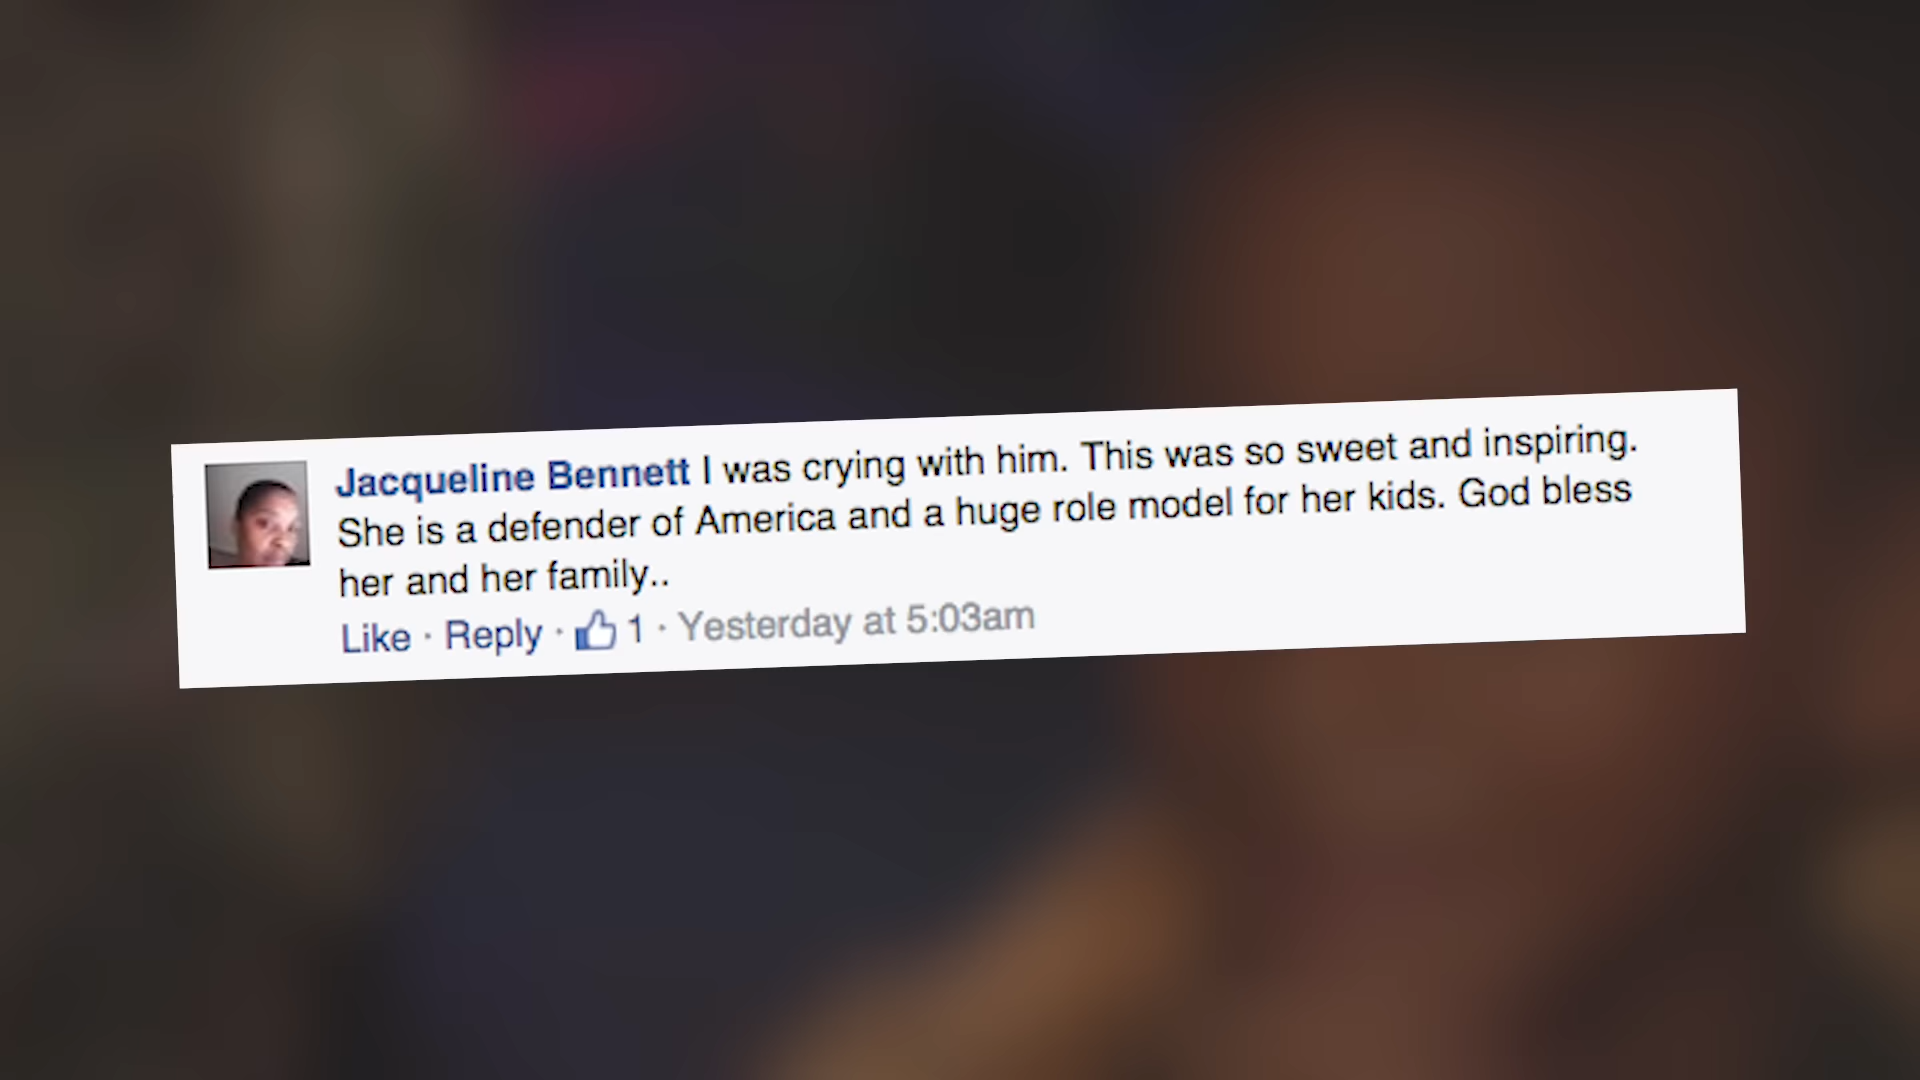 Jacqueline Bennett I was crying with him. This was so sweet and inspiring.
She is a defender of America and a huge role model for her kids. God bless
her and her family..
Like · Reply · 1 · Yesterday at 5:03am